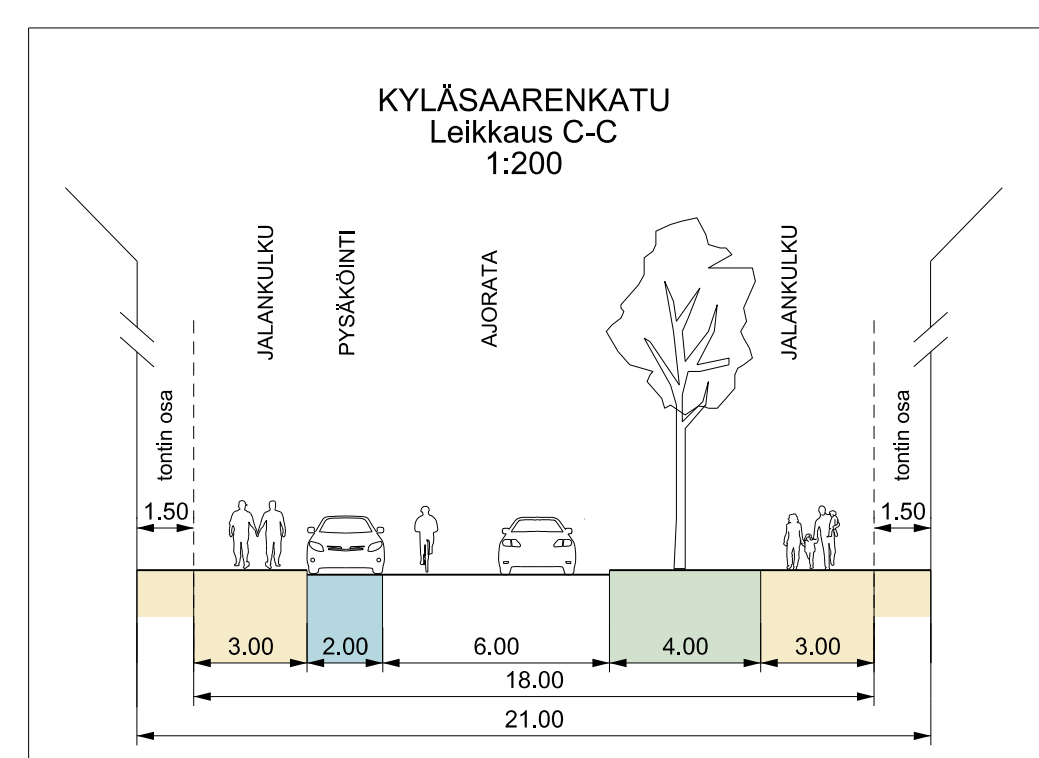 KYLÄSAARENKATU
Leikkaus C-C
1:200
JALANKULKU
PYSÄKÖINTI
AJORATA
JALANKULKU
tontin osa
tontin osa
1.50
1.50
3.00
2.00
6.00
4.00
3.00
18.00
21.00